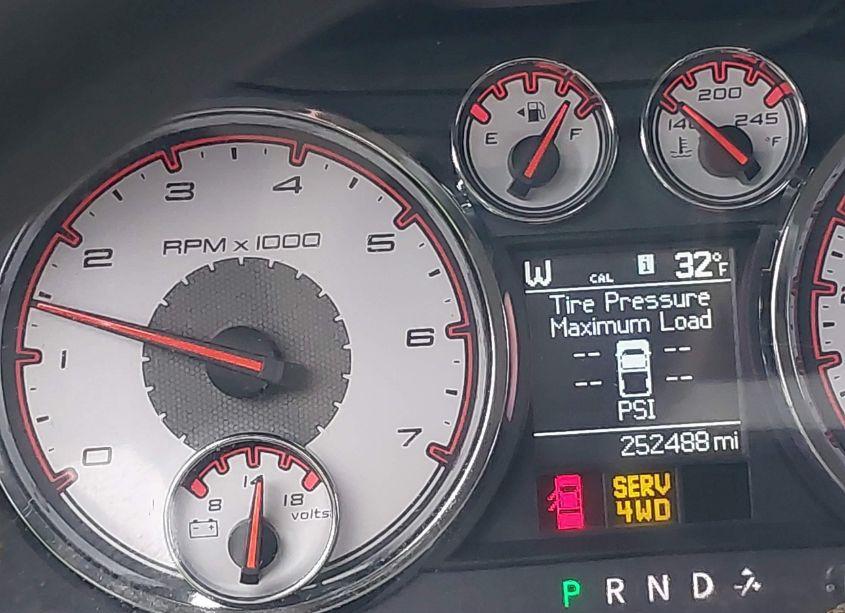 E
F
140
200
245
°F
RPM x 1000
0
1
2
3
4
5
6
7
8
14
18
volts
W
CAL
i
32°F
Tire Pressure
Maximum Load
-- --
-- --
PSI
252488 mi
SERV
4WD
P R N D